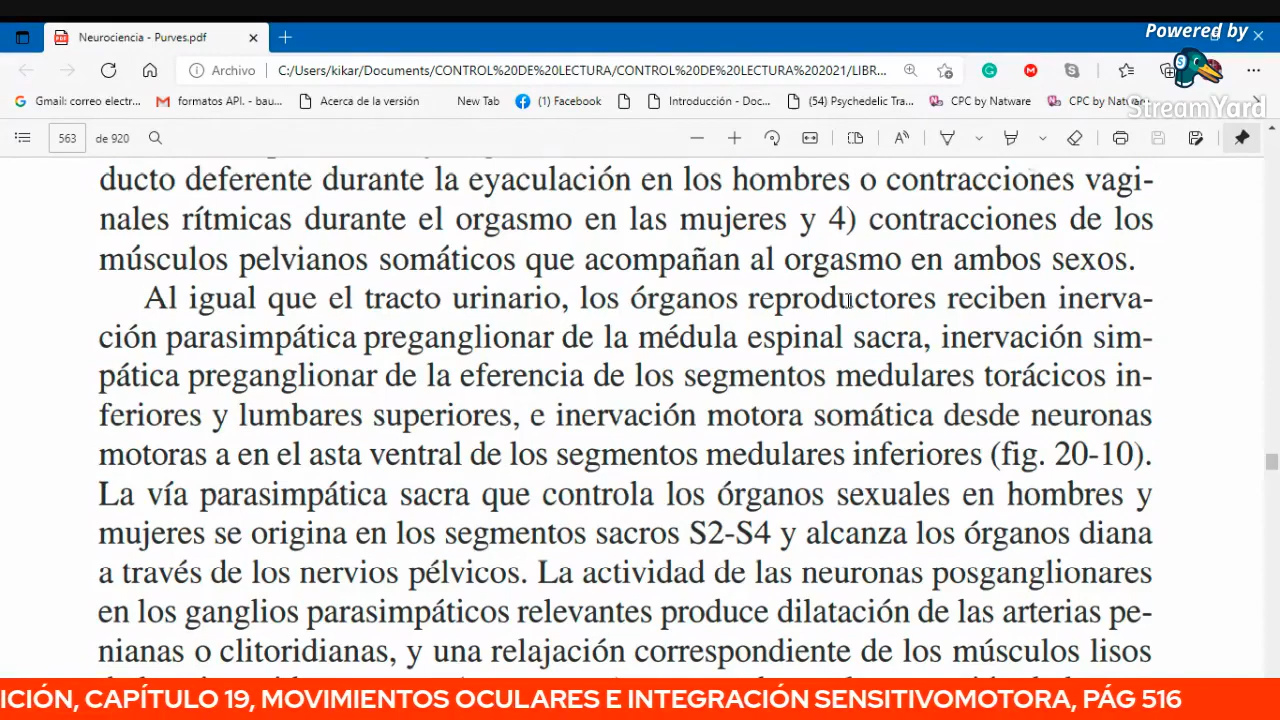 Powered by
Neurociencia - Purves.pdf
Archivo
C:/Users/kikar/Documents/CONTROL%20DE%20LECTURA/CONTROL%20DE%20LECTURA%202021/LIBR...
Gmail: correo electr...
formatos API. - bau...
Acerca de la versión
New Tab
(1) Facebook
Introducción - Doc...
(54) Psychedelic Tra...
CPC by Natware
CPC by Natware
StreamYard
563
de 920
ducto deferente durante la eyaculación en los hombres o contracciones vagi-
nales rítmicas durante el orgasmo en las mujeres y 4) contracciones de los
músculos pelvianos somáticos que acompañan al orgasmo en ambos sexos.
Al igual que el tracto urinario, los órganos reproductores reciben inerva-
ción parasimpática preganglionar de la médula espinal sacra, inervación sim-
pática preganglionar de la eferencia de los segmentos medulares torácicos in-
feriores y lumbares superiores, e inervación motora somática desde neuronas
motoras a en el asta ventral de los segmentos medulares inferiores (fig. 20-10).
La vía parasimpática sacra que controla los órganos sexuales en hombres y
mujeres se origina en los segmentos sacros S2-S4 y alcanza los órganos diana
a través de los nervios pélvicos. La actividad de las neuronas posganglionares
en los ganglios parasimpáticos relevantes produce dilatación de las arterias pe-
nianas o clitoridianas, y una relajación correspondiente de los músculos lisos
ICIÓN, CAPÍTULO 19, MOVIMIENTOS OCULARES E INTEGRACIÓN SENSITIVOMOTORA, PÁG 516